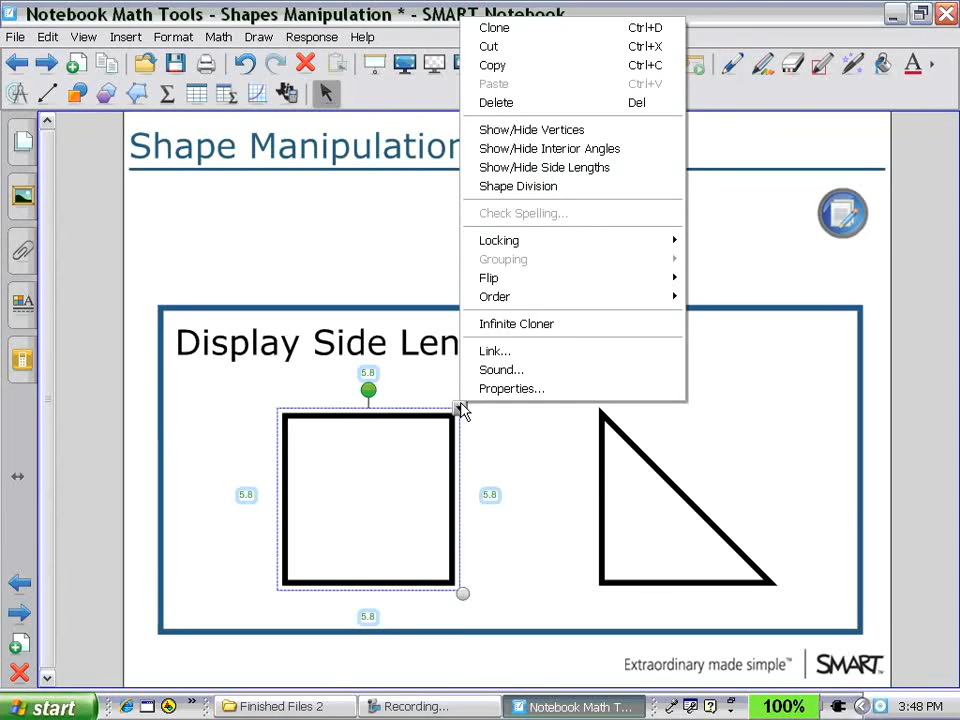 Notebook Math Tools - Shapes Manipulation * - SMART Notebook
File Edit View Insert Format Math Draw Response Help
Clone Ctrl+D
Cut Ctrl+X
Copy Ctrl+C
Paste Ctrl+V
Delete Del
Show/Hide Vertices
Show/Hide Interior Angles
Show/Hide Side Lengths
Shape Division
Check Spelling...
Locking
Grouping
Flip
Order
Infinite Cloner
Link...
Sound...
Properties...
Shape Manipulation
Display Side Len
5.8
5.8
5.8
5.8
Extraordinary made simple™ SMART
start
Finished Files 2
Recording...
Notebook Math T...
100%
3:48 PM